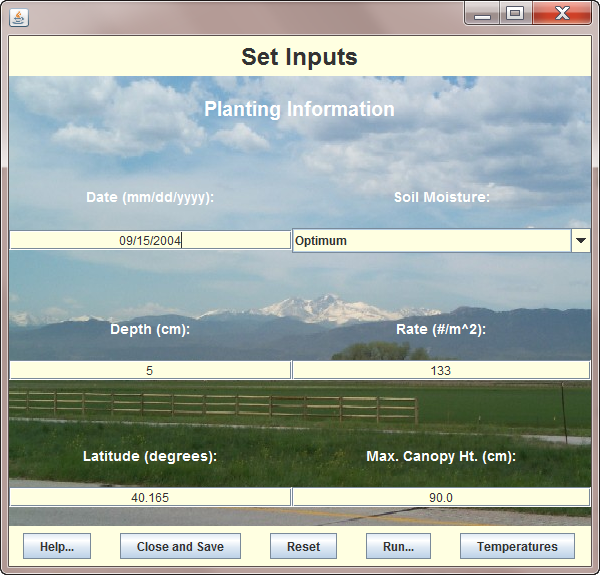 Set Inputs
Planting Information
Date (mm/dd/yyyy): Soil Moisture:
09/15/2004 Optimum
Depth (cm): Rate (#/m^2):
5 133
Latitude (degrees): Max. Canopy Ht. (cm):
40.165 90.0
Help... Close and Save Reset Run... Temperatures